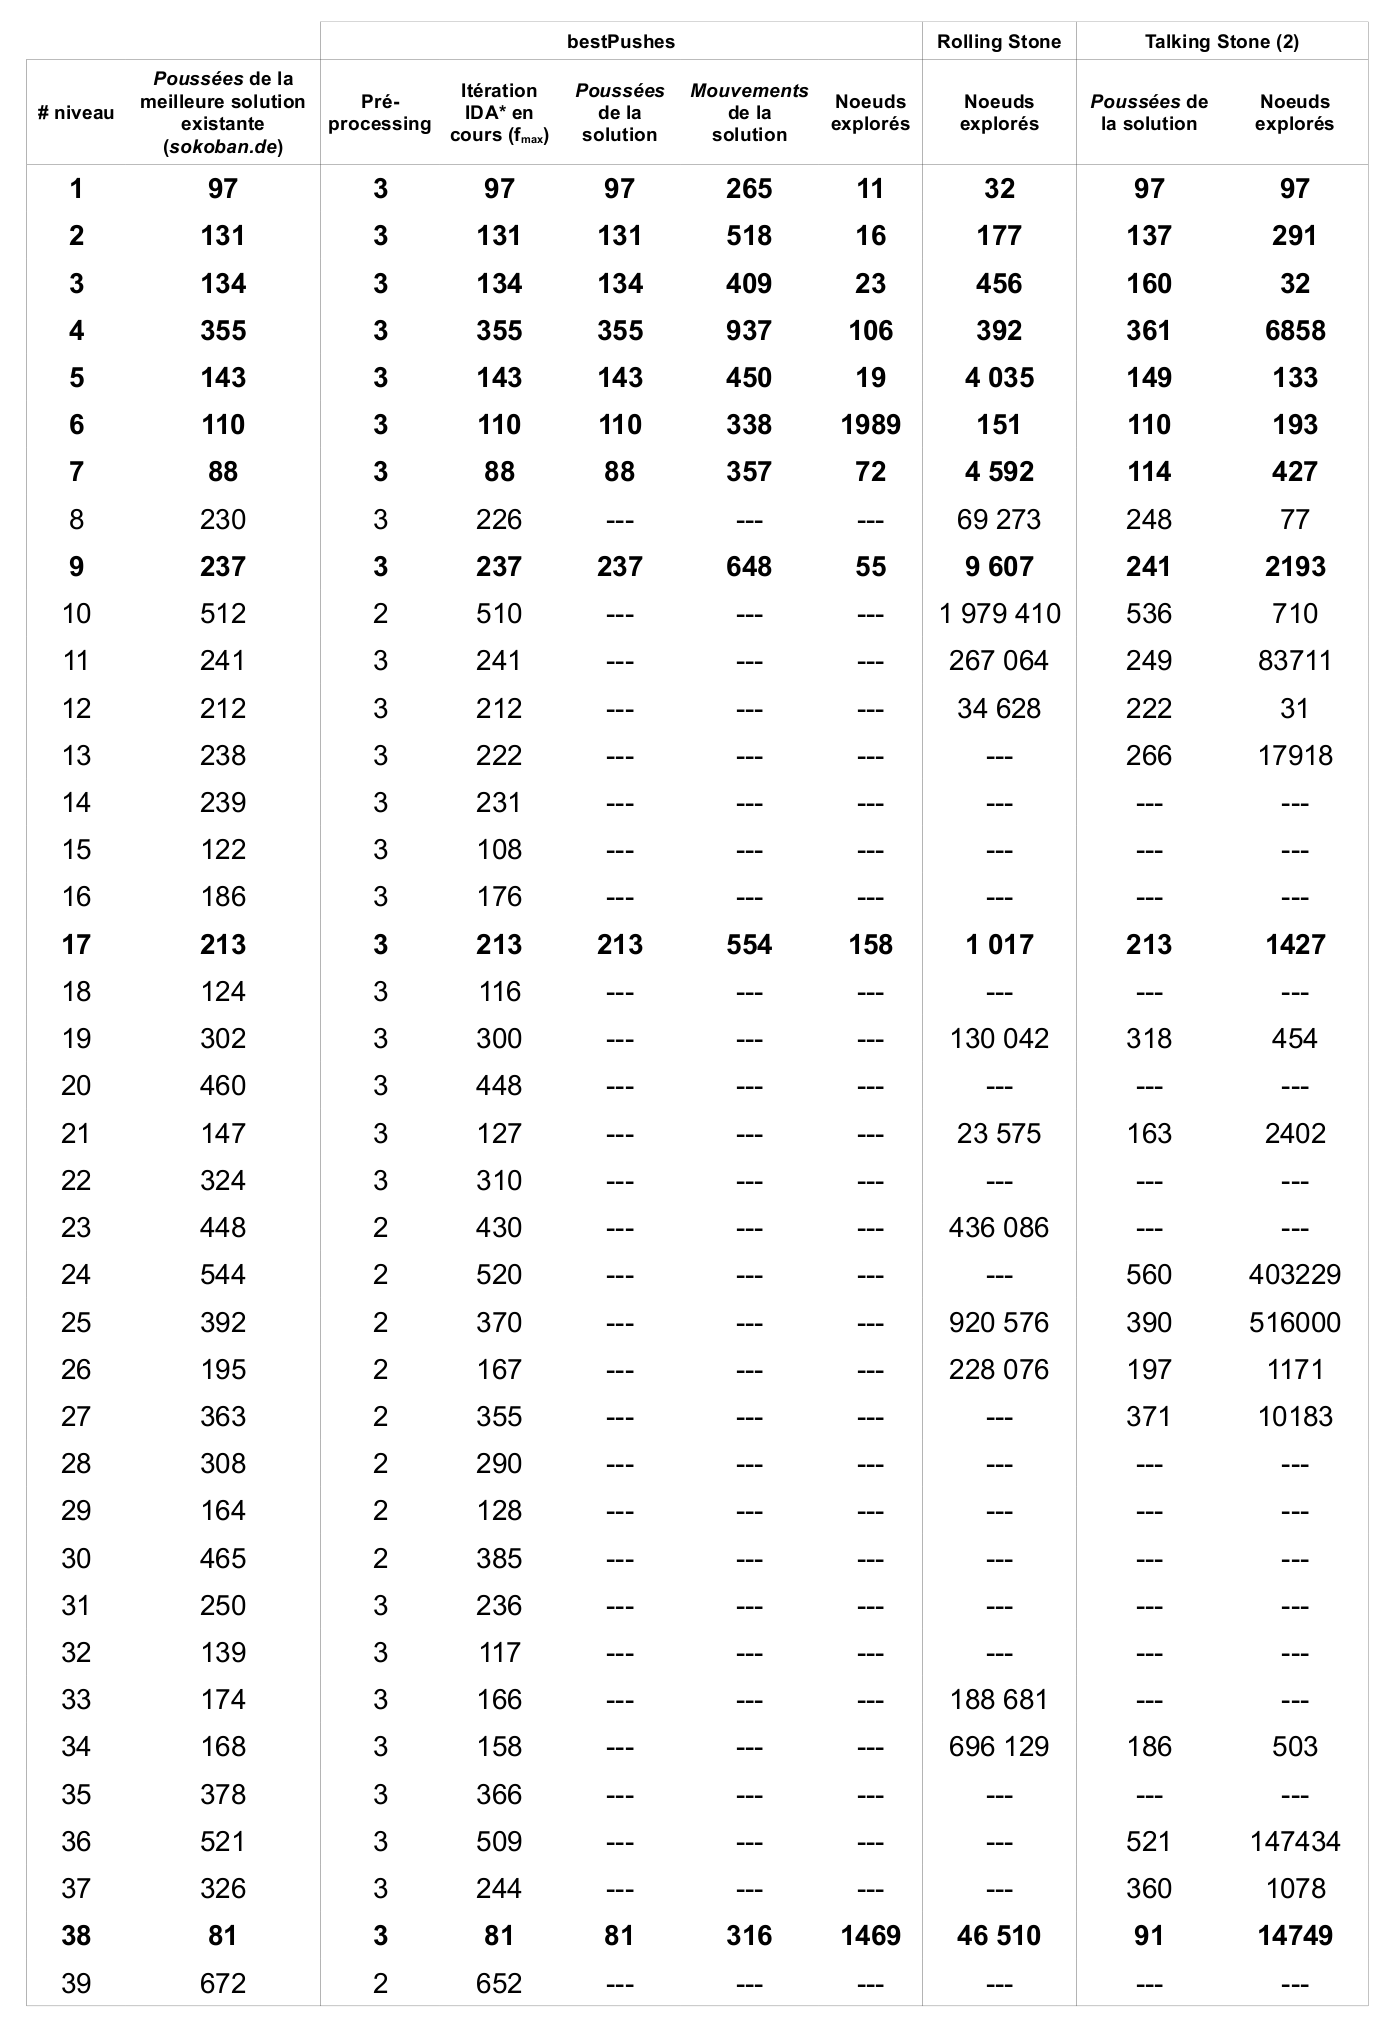 bestPushes Rolling Stone Talking Stone (2)
# niveau Poussées de la meilleure solution existante (sokoban.de) Pré-processing Itération IDA* en cours (fmax) Poussées de la solution Mouvements de la solution Noeuds explorés Noeuds explorés Poussées de la solution Noeuds explorés
1 97 3 97 97 265 11 32 97 97
2 131 3 131 131 518 16 177 137 291
3 134 3 134 134 409 23 456 160 32
4 355 3 355 355 937 106 392 361 6858
5 143 3 143 143 450 19 4 035 149 133
6 110 3 110 110 338 1989 151 110 193
7 88 3 88 88 357 72 4 592 114 427
8 230 3 226 --- --- --- 69 273 248 77
9 237 3 237 237 648 55 9 607 241 2193
10 512 2 510 --- --- --- 1 979 410 536 710
11 241 3 241 --- --- --- 267 064 249 83711
12 212 3 212 --- --- --- 34 628 222 31
13 238 3 222 --- --- --- --- 266 17918
14 239 3 231 --- --- --- --- --- ---
15 122 3 108 --- --- --- --- --- ---
16 186 3 176 --- --- --- --- --- ---
17 213 3 213 213 554 158 1 017 213 1427
18 124 3 116 --- --- --- --- --- ---
19 302 3 300 --- --- --- 130 042 318 454
20 460 3 448 --- --- --- --- --- ---
21 147 3 127 --- --- --- 23 575 163 2402
22 324 3 310 --- --- --- --- --- ---
23 448 2 430 --- --- --- 436 086 --- ---
24 544 2 520 --- --- --- --- 560 403229
25 392 2 370 --- --- --- 920 576 390 516000
26 195 2 167 --- --- --- 228 076 197 1171
27 363 2 355 --- --- --- --- 371 10183
28 308 2 290 --- --- --- --- --- ---
29 164 2 128 --- --- --- --- --- ---
30 465 2 385 --- --- --- --- --- ---
31 250 3 236 --- --- --- --- --- ---
32 139 3 117 --- --- --- --- --- ---
33 174 3 166 --- --- --- 188 681 --- ---
34 168 3 158 --- --- --- 696 129 186 503
35 378 3 366 --- --- --- --- --- ---
36 521 3 509 --- --- --- --- 521 147434
37 326 3 244 --- --- --- --- 360 1078
38 81 3 81 81 316 1469 46 510 91 14749
39 672 2 652 --- --- --- --- --- ---